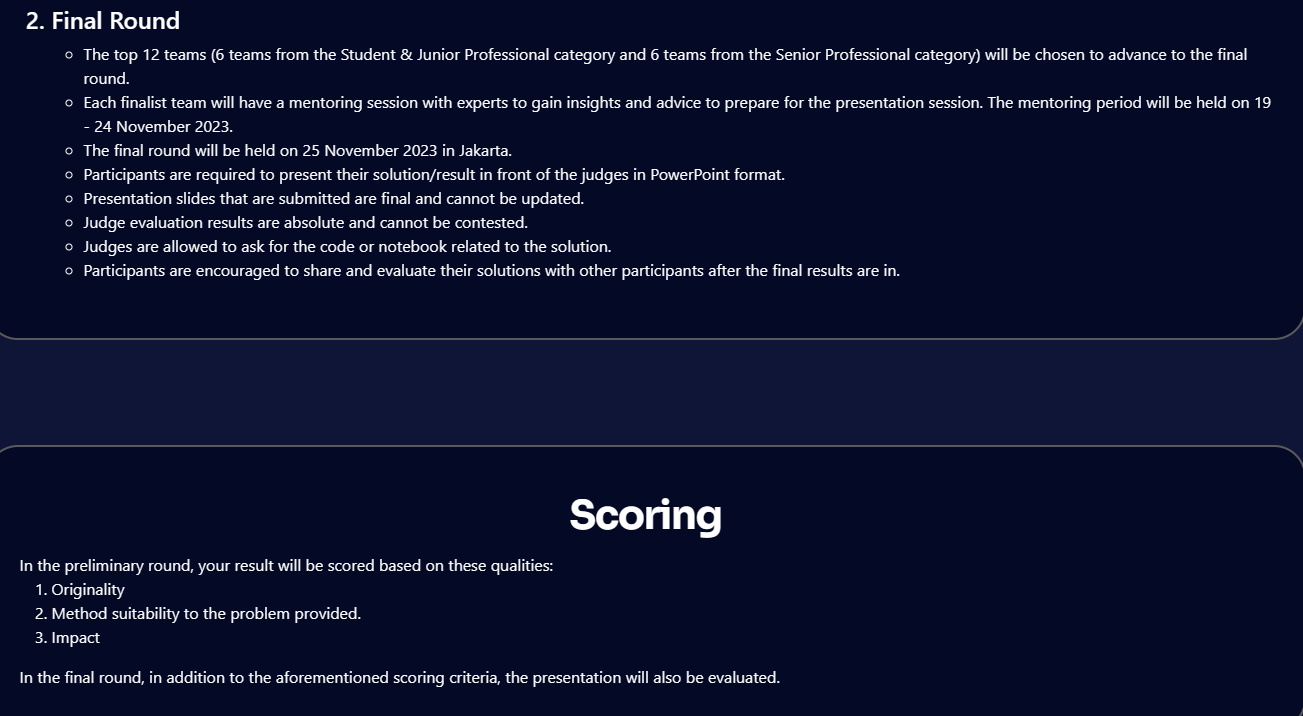 2. Final Round
○ The top 12 teams (6 teams from the Student & Junior Professional category and 6 teams from the Senior Professional category) will be chosen to advance to the final
round.
○ Each finalist team will have a mentoring session with experts to gain insights and advice to prepare for the presentation session. The mentoring period will be held on 19
- 24 November 2023.
○ The final round will be held on 25 November 2023 in Jakarta.
○ Participants are required to present their solution/result in front of the judges in PowerPoint format.
○ Presentation slides that are submitted are final and cannot be updated.
○ Judge evaluation results are absolute and cannot be contested.
○ Judges are allowed to ask for the code or notebook related to the solution.
○ Participants are encouraged to share and evaluate their solutions with other participants after the final results are in.
Scoring
In the preliminary round, your result will be scored based on these qualities:
1. Originality
2. Method suitability to the problem provided.
3. Impact
In the final round, in addition to the aforementioned scoring criteria, the presentation will also be evaluated.